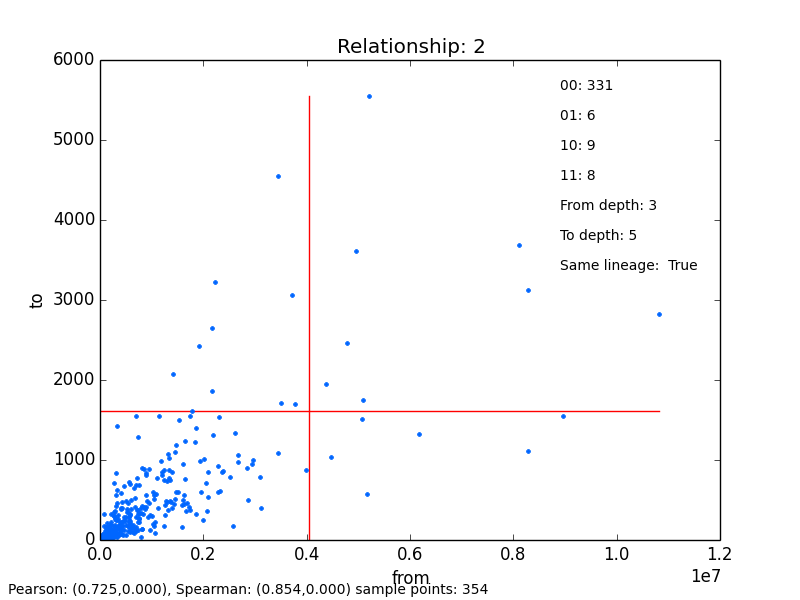 Relationship: 2
6000
5000
4000
3000
2000
1000
0
to
00: 331
01: 6
10: 9
11: 8
From depth: 3
To depth: 5
Same lineage:  True
0.0 0.2 0.4 0.6 0.8 1.0 1.2
from
1e7
Pearson: (0.725,0.000), Spearman: (0.854,0.000) sample points: 354